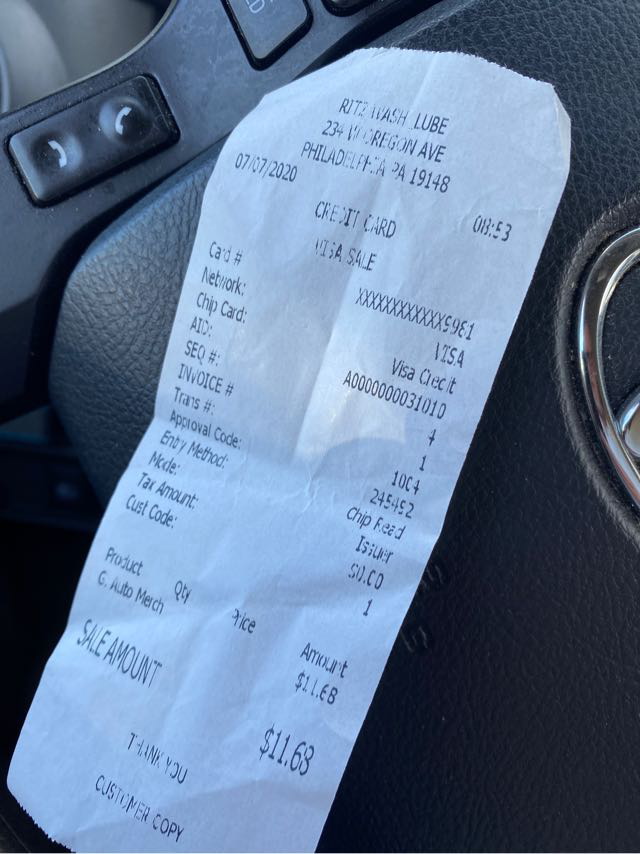 RITZ WASH LUBE
234 W OREGON AVE
PHILADELPHIA PA 19148
07/07/2020 08:53
CREDIT CARD
VISA SALE
Card # XXXXXXXXXXXX5961
Network: VISA
Chip Card: Visa Credit
AID: A0000000031010
SEQ #: 4
INVOICE # 1
Trans #: 1004
Approval Code: 245492
Entry Method: Chip Read
Mode: Issuer
Tax Amount: $0.00
Cust Code: 1
Product Qty Price Amount
G. Auto Merch $11.68
SALE AMOUNT $11.68
THANK YOU
CUSTOMER COPY